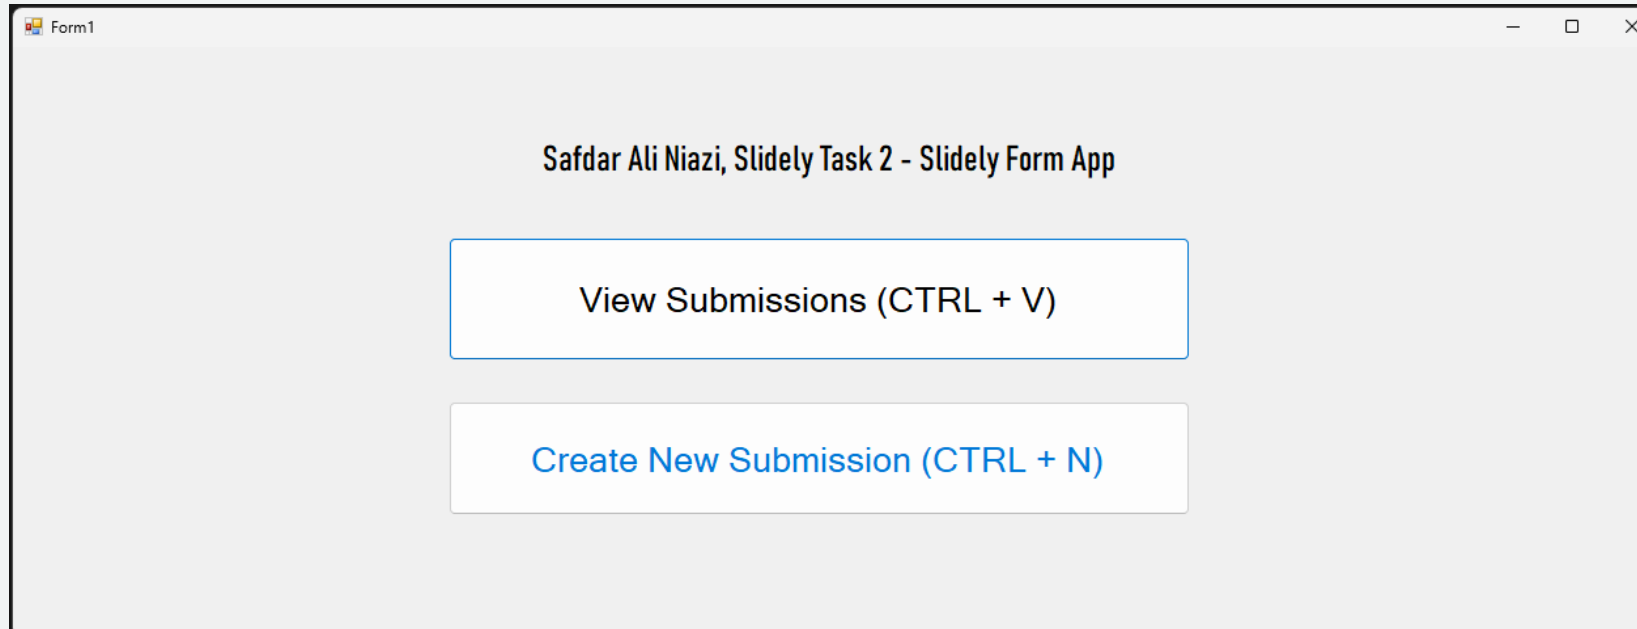 Form1
Safdar Ali Niazi, Slidely Task 2 - Slidely Form App
View Submissions (CTRL + V)
Create New Submission (CTRL + N)